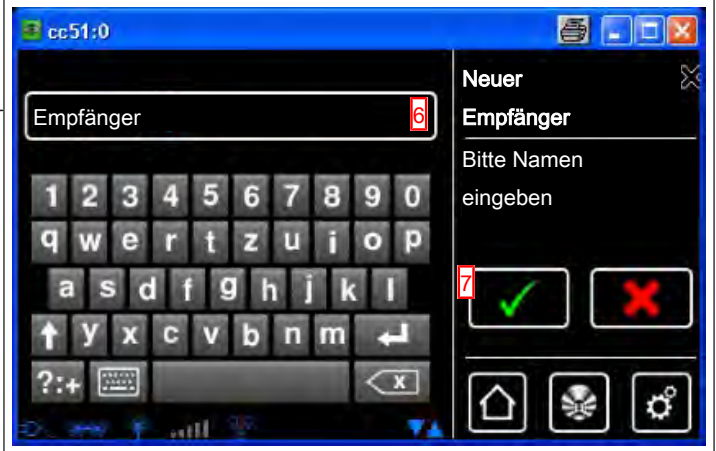 cc51:0
Empfänger 6
1 2 3 4 5 6 7 8 9 0
q w e r t z u i o p
a s d f g h j k l
y x c v b n m
?:+ x
Neuer
Empfänger
Bitte Namen
eingeben
7